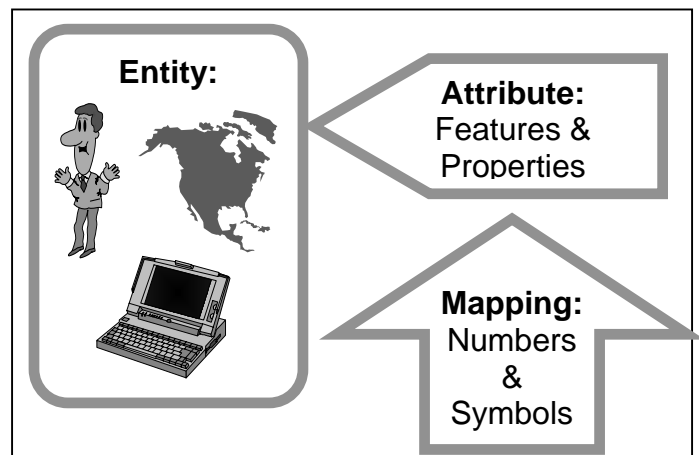 Entity:
Attribute:
Features &
Properties
Mapping:
Numbers
&
Symbols